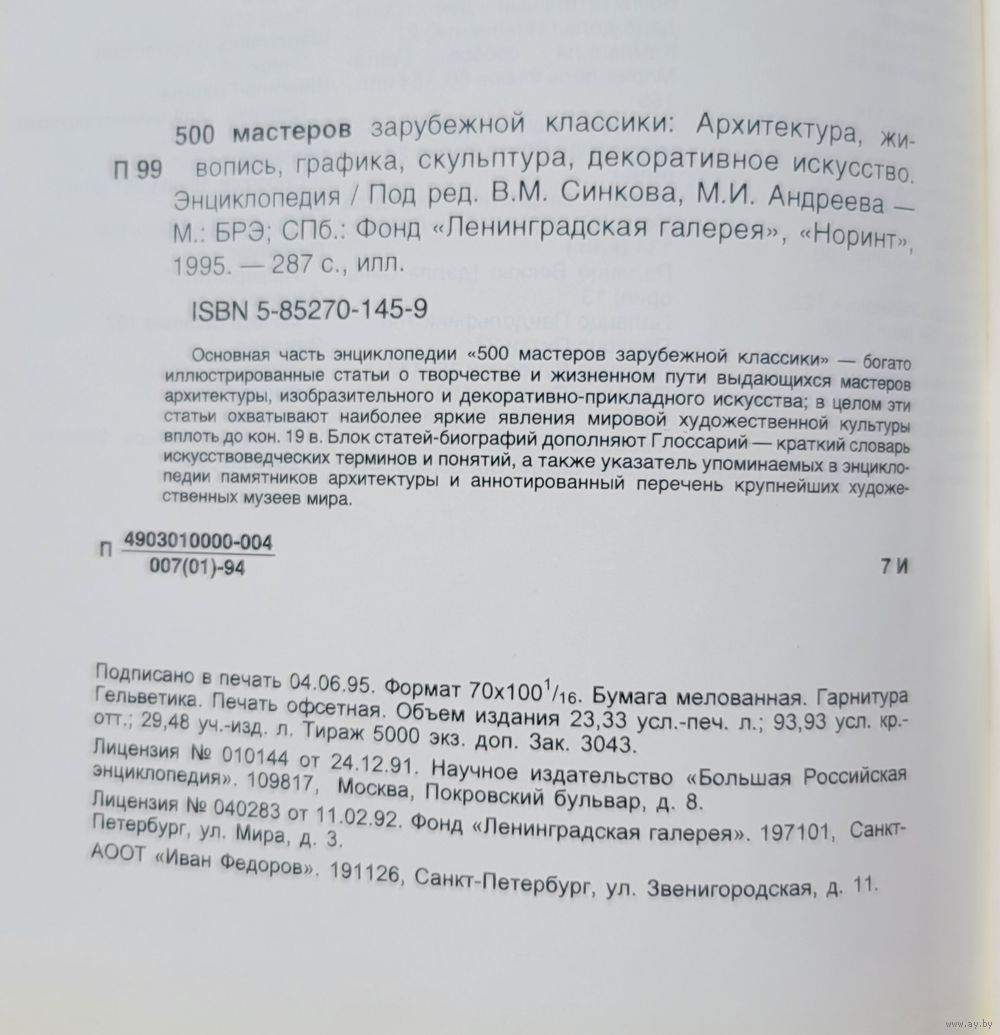 500 мастеров зарубежной классики: Архитектура, жи-
П 99 вопись, графика, скульптура, декоративное искусство.
Энциклопедия / Под ред. В.М. Синкова, М.И. Андреева —
М.: БРЭ; СПб.: Фонд «Ленинградская галерея», «Норинт»,
1995. — 287 с., илл.
ISBN 5-85270-145-9
Основная часть энциклопедии «500 мастеров зарубежной классики» — богато
иллюстрированные статьи о творчестве и жизненном пути выдающихся мастеров
архитектуры, изобразительного и декоративно-прикладного искусства; в целом эти
статьи охватывают наиболее яркие явления мировой художественной культуры
вплоть до кон. 19 в. Блок статей-биографий дополняют Глоссарий — краткий словарь
искусствоведческих терминов и понятий, а также указатель упоминаемых в энцикло-
педии памятников архитектуры и аннотированный перечень крупнейших художе-
ственных музеев мира.
П 4903010000-004
007(01)-94
7 И
Подписано в печать 04.06.95. Формат 70x100 1/16. Бумага мелованная. Гарнитура
Гельветика. Печать офсетная. Объем издания 23,33 усл.-печ. л.; 93,93 усл. кр.-
отт.; 29,48 уч.-изд. л. Тираж 5000 экз. доп. Зак. 3043.
Лицензия № 010144 от 24.12.91. Научное издательство «Большая Российская
энциклопедия». 109817, Москва, Покровский бульвар, д. 8.
Лицензия № 040283 от 11.02.92. Фонд «Ленинградская галерея». 197101, Санкт-
Петербург, ул. Мира, д. 3.
АООТ «Иван Федоров». 191126, Санкт-Петербург, ул. Звенигородская, д. 11.
www.ay.by